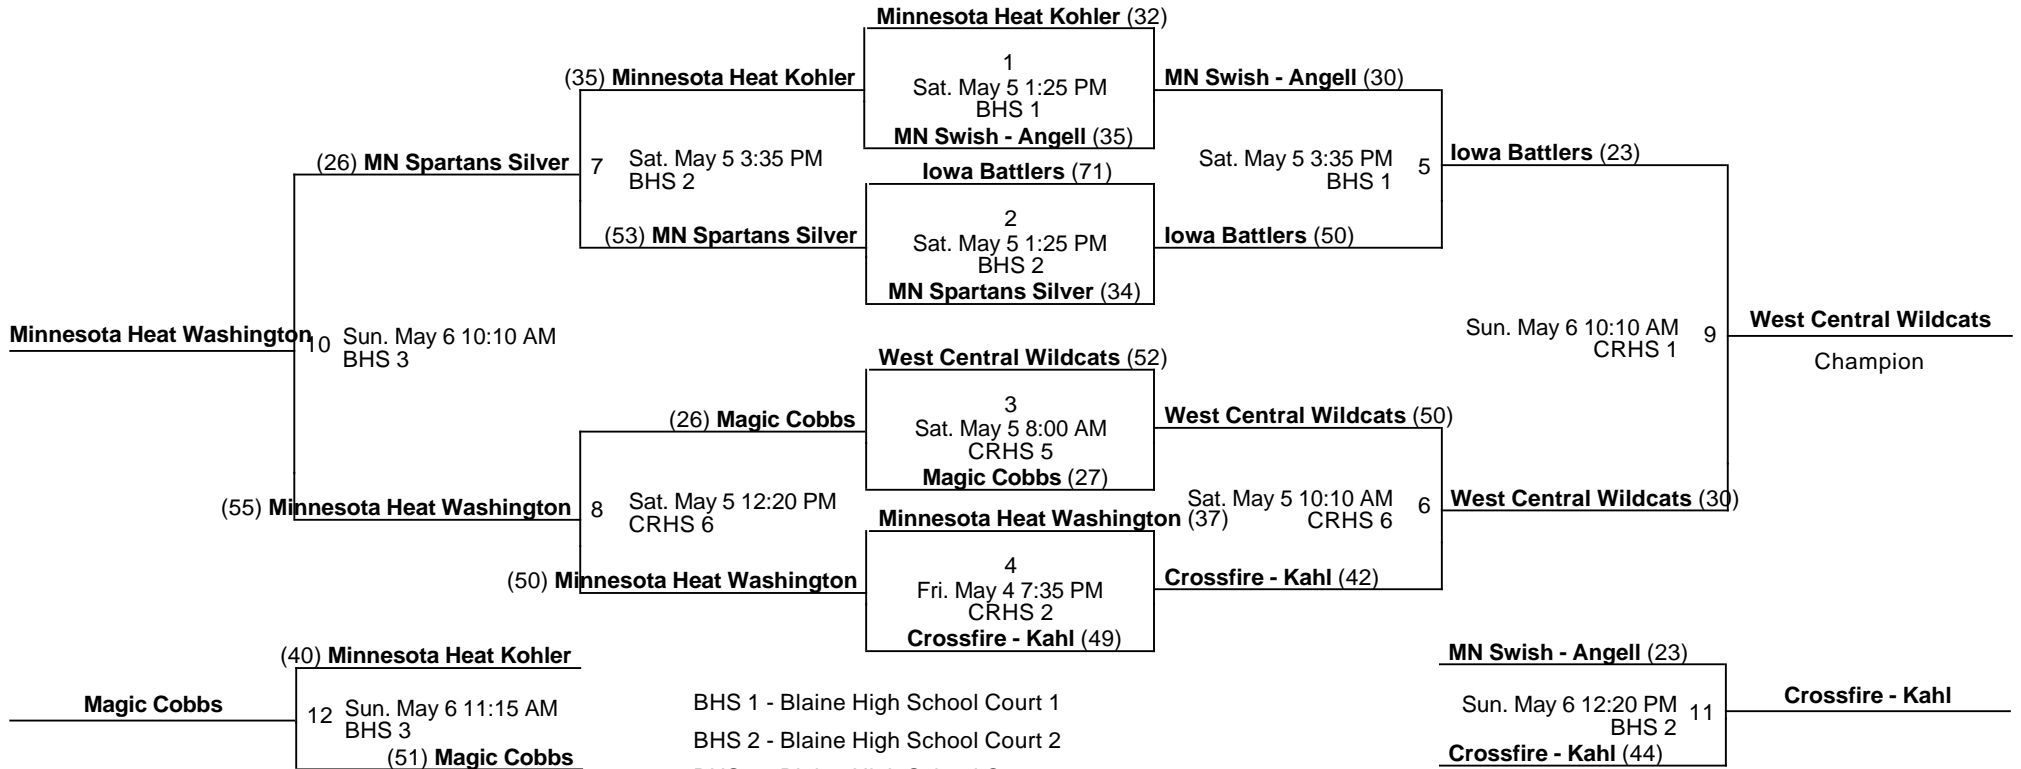 Minnesota Heat Kohler (32)
1
Sat. May 5 1:25 PM
BHS 1
MN Swish - Angell (35)
(35) Minnesota Heat Kohler
MN Swish - Angell (30)
(26) MN Spartans Silver
7 Sat. May 5 3:35 PM
BHS 2
Iowa Battlers (71)
2
Sat. May 5 1:25 PM
BHS 2
MN Spartans Silver (34)
Sat. May 5 3:35 PM 5
BHS 1
Iowa Battlers (23)
(53) MN Spartans Silver
Iowa Battlers (50)
Minnesota Heat Washington
10 Sun. May 6 10:10 AM
BHS 3
Sun. May 6 10:10 AM 9
CRHS 1
West Central Wildcats
Champion
West Central Wildcats (52)
3
Sat. May 5 8:00 AM
CRHS 5
Magic Cobbs (27)
(26) Magic Cobbs
West Central Wildcats (50)
(55) Minnesota Heat Washington
8 Sat. May 5 12:20 PM
CRHS 6
Minnesota Heat Washington (37)
4
Fri. May 4 7:35 PM
CRHS 2
Crossfire - Kahl (49)
Sat. May 5 10:10 AM 6
CRHS 6
West Central Wildcats (30)
(50) Minnesota Heat Washington
Crossfire - Kahl (42)
(40) Minnesota Heat Kohler
Magic Cobbs
12 Sun. May 6 11:15 AM
BHS 3
(51) Magic Cobbs
BHS 1 - Blaine High School Court 1
BHS 2 - Blaine High School Court 2
MN Swish - Angell (23)
Sun. May 6 12:20 PM 11
BHS 2
Crossfire - Kahl (44)
Crossfire - Kahl